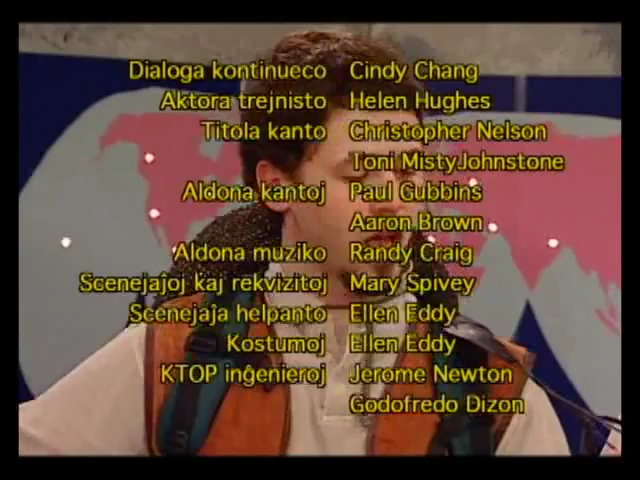 Dialoga kontinueco Cindy Chang
Aktora trejnisto Helen Hughes
Titola kanto Christopher Nelson
Toni MistyJohnstone
Aldona kantoj Paul Gubbins
Aaron Brown
Aldona muziko Randy Craig
Scenejaĵoj kaj rekvizitoj Mary Spivey
Scenejaja helpanto Ellen Eddy
Kostumoj Ellen Eddy
KTOP inĝenieroj Jerome Newton
Godofredo Dizon